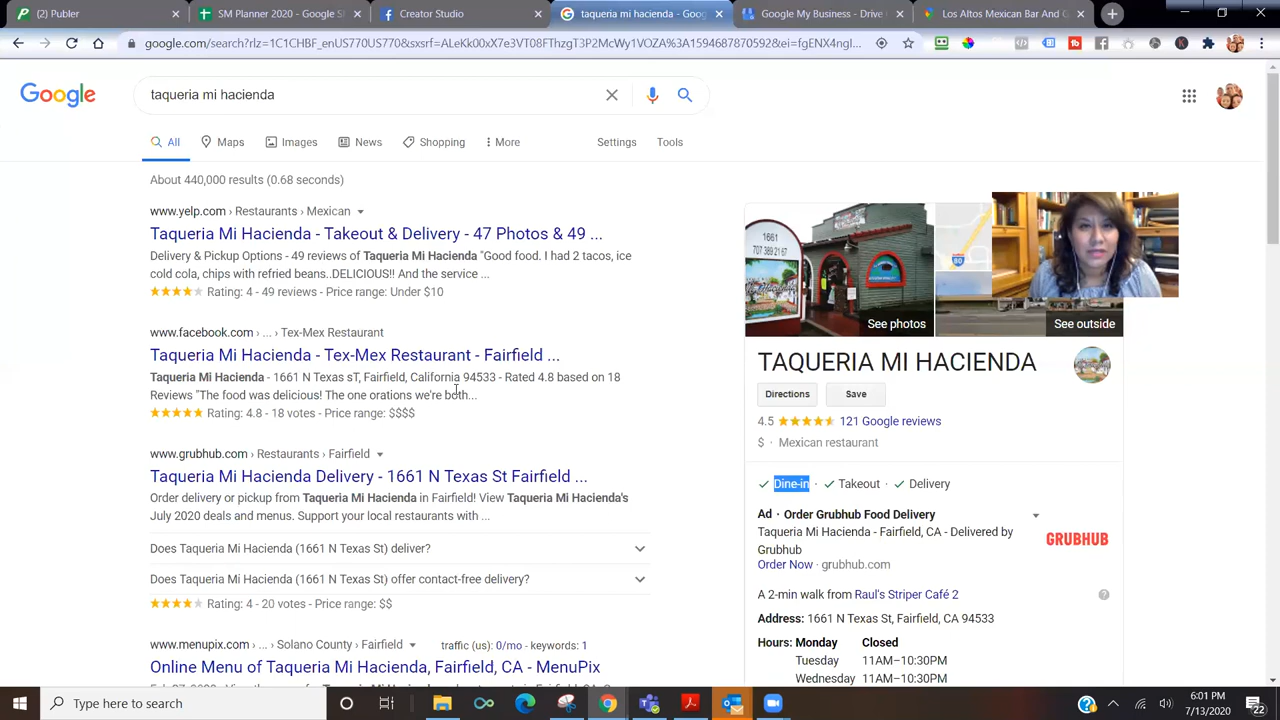 Publer
SM Planner 2020 - Google S
Creator Studio
taqueria mi hacienda - Goog
Google My Business - Drive
Los Altos Mexican Bar And G
google.com/search?rlz=1C1CHBF_enUS770US770&sxsrf=ALeKk00xX7e3VT08FThzgT3P2McWy1VOZA%3A1594687870592&ei=fgENX4ngI...
Google
taqueria mi hacienda
All
Maps
Images
News
Shopping
More
Settings
Tools
About 440,000 results (0.68 seconds)
www.yelp.com › Restaurants › Mexican
Taqueria Mi Hacienda - Takeout & Delivery - 47 Photos & 49 ...
Delivery & Pickup Options - 49 reviews of Taqueria Mi Hacienda "Good food. I had 2 tacos, ice
cold cola, chips with refried beans..DELICIOUS!! And the service ...
Rating: 4 - 49 reviews - Price range: Under $10
www.facebook.com › ... › Tex-Mex Restaurant
Taqueria Mi Hacienda - Tex-Mex Restaurant - Fairfield ...
Taqueria Mi Hacienda - 1661 N Texas sT, Fairfield, California 94533 - Rated 4.8 based on 18
Reviews "The food was delicious! The one orations we're both...
Rating: 4.8 - 18 votes - Price range: $$$$
www.grubhub.com › Restaurants › Fairfield
Taqueria Mi Hacienda Delivery - 1661 N Texas St Fairfield ...
Order delivery or pickup from Taqueria Mi Hacienda in Fairfield! View Taqueria Mi Hacienda's
July 2020 deals and menus. Support your local restaurants with ...
Does Taqueria Mi Hacienda (1661 N Texas St) deliver?
Does Taqueria Mi Hacienda (1661 N Texas St) offer contact-free delivery?
Rating: 4 - 20 votes - Price range: $$
www.menupix.com › ... › Solano County › Fairfield
traffic (us): 0/mo - keywords: 1
Online Menu of Taqueria Mi Hacienda, Fairfield, CA - MenuPix
1661
707 389 21 67
80
See photos
See outside
TAQUERIA MI HACIENDA
Directions
Save
4.5
121 Google reviews
$ · Mexican restaurant
Dine-in · Takeout · Delivery
Ad · Order Grubhub Food Delivery
Taqueria Mi Hacienda - Fairfield, CA - Delivered by
Grubhub
GRUBHUB
Order Now · grubhub.com
A 2-min walk from Raul's Striper Café 2
Address: 1661 N Texas St, Fairfield, CA 94533
Hours: Monday Closed
Tuesday 11AM–10:30PM
Wednesday 11AM–10:30PM
Type here to search
6:01 PM
7/13/2020
22